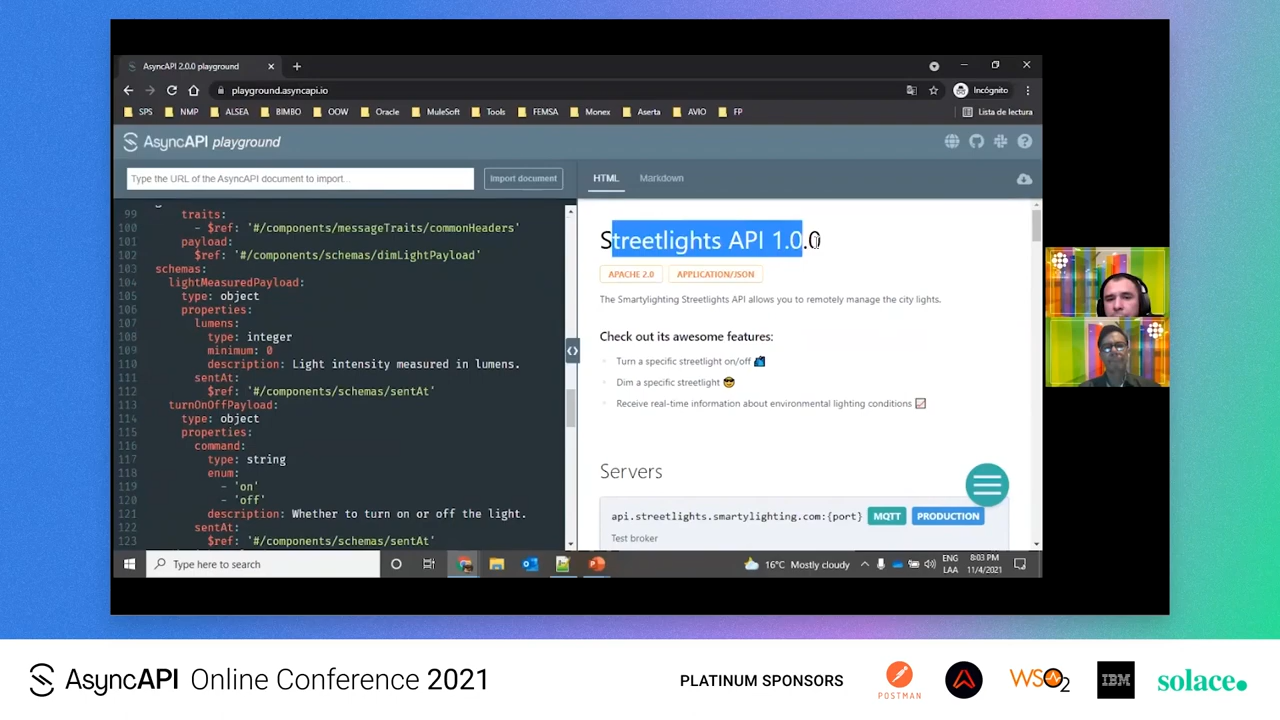 AsyncAPI 2.0.0 playground
playground.asyncapi.io
Incógnito
SPS NMP ALSEA BIMBO OOW Oracle MuleSoft Tools FEMSA Monex Aserta AVIO FP Lista de lectura
AsyncAPI playground
Type the URL of the AsyncAPI document to import...
Import document
HTML Markdown
99 traits:
100 - $ref: '#/components/messageTraits/commonHeaders'
101 payload:
102 $ref: '#/components/schemas/dimLightPayload'
103 schemas:
104 lightMeasuredPayload:
105 type: object
106 properties:
107 lumens:
108 type: integer
109 minimum: 0
110 description: Light intensity measured in lumens.
111 sentAt:
112 $ref: '#/components/schemas/sentAt'
113 turnOnOffPayload:
114 type: object
115 properties:
116 command:
117 type: string
118 enum:
119 - 'on'
120 - 'off'
121 description: Whether to turn on or off the light.
122 sentAt:
123 $ref: '#/components/schemas/sentAt'
Streetlights API 1.0.0
APACHE 2.0 APPLICATION/JSON
The Smartylighting Streetlights API allows you to remotely manage the city lights.
Check out its awesome features:
Turn a specific streetlight on/off
Dim a specific streetlight 😎
Receive real-time information about environmental lighting conditions 📈
Servers
api.streetlights.smartylighting.com:{port} MQTT PRODUCTION
Test broker
Type here to search
16°C Mostly cloudy
ENG
LAA
8:03 PM
11/4/2021
AsyncAPI Online Conference 2021
PLATINUM SPONSORS
POSTMAN
WSO2
IBM
solace.